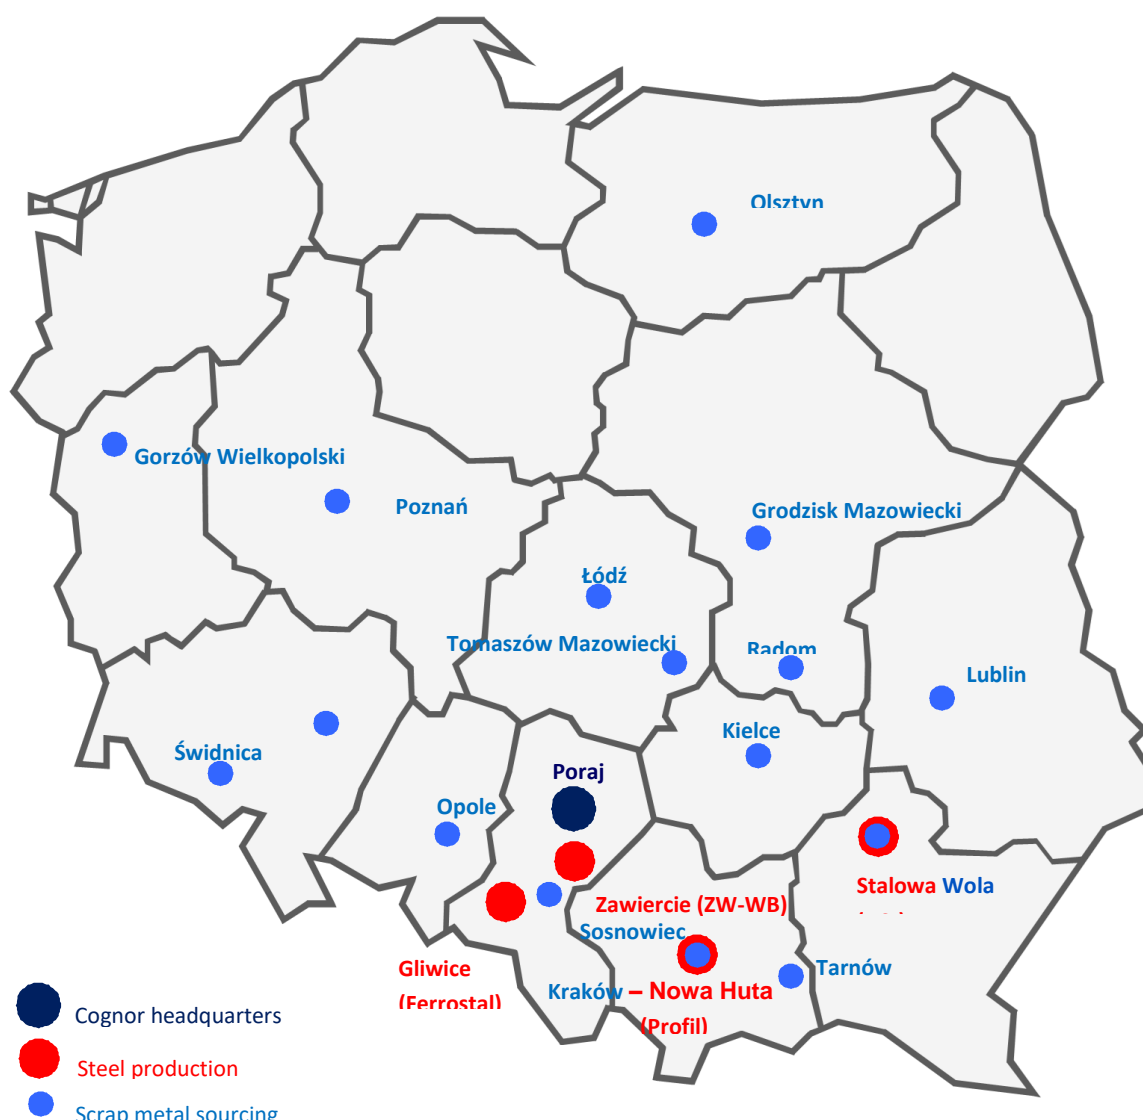 Olsztyn
Gorzów Wielkopolski
Poznań
Grodzisk Mazowiecki
Łódź
Tomaszów Mazowiecki
Radom
Lublin
Kielce
Świdnica
Poraj
Opole
Stalowa Wola
Zawiercie (ZW-WB)
Sosnowiec
Tarnów
Gliwice
(Ferrostal)
Kraków – Nowa Huta
(Profil)
Cognor headquarters
Steel production
Scrap metal sourcing